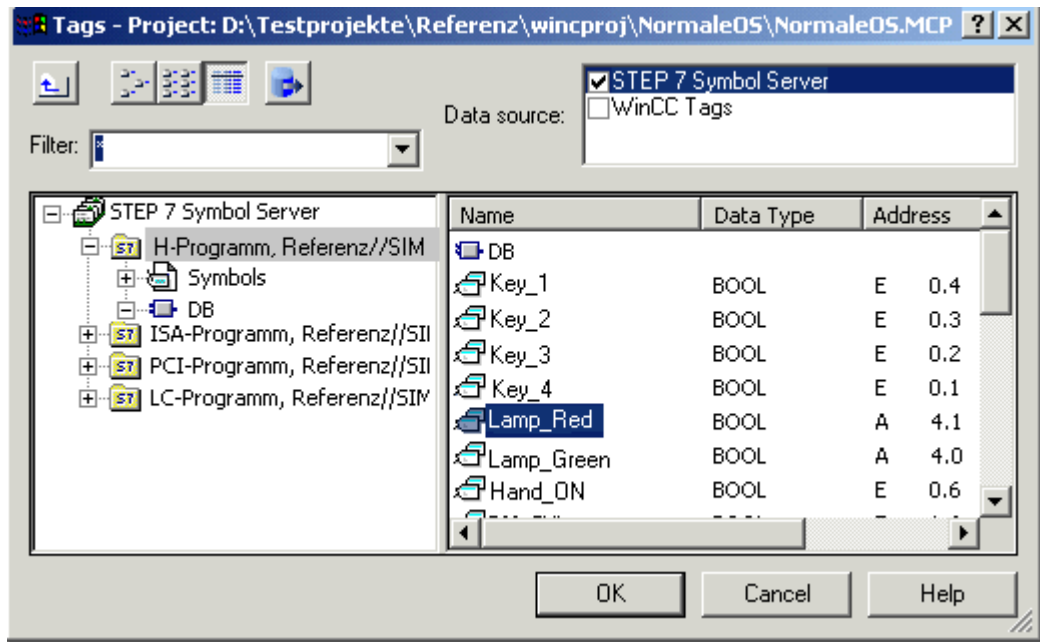 Tags - Project: D:\Testprojekte\Referenz\wincproj\NormaleOS\NormaleOS.MCP
Data source:
STEP 7 Symbol Server
WinCC Tags
Filter: *
STEP 7 Symbol Server
H-Programm, Referenz//SIM
Symbols
DB
ISA-Programm, Referenz//SI
PCI-Programm, Referenz//SI
LC-Programm, Referenz//SIM
Name Data Type Address
DB
Key_1 BOOL E 0.4
Key_2 BOOL E 0.3
Key_3 BOOL E 0.2
Key_4 BOOL E 0.1
Lamp_Red BOOL A 4.1
Lamp_Green BOOL A 4.0
Hand_ON BOOL E 0.6
OK Cancel Help